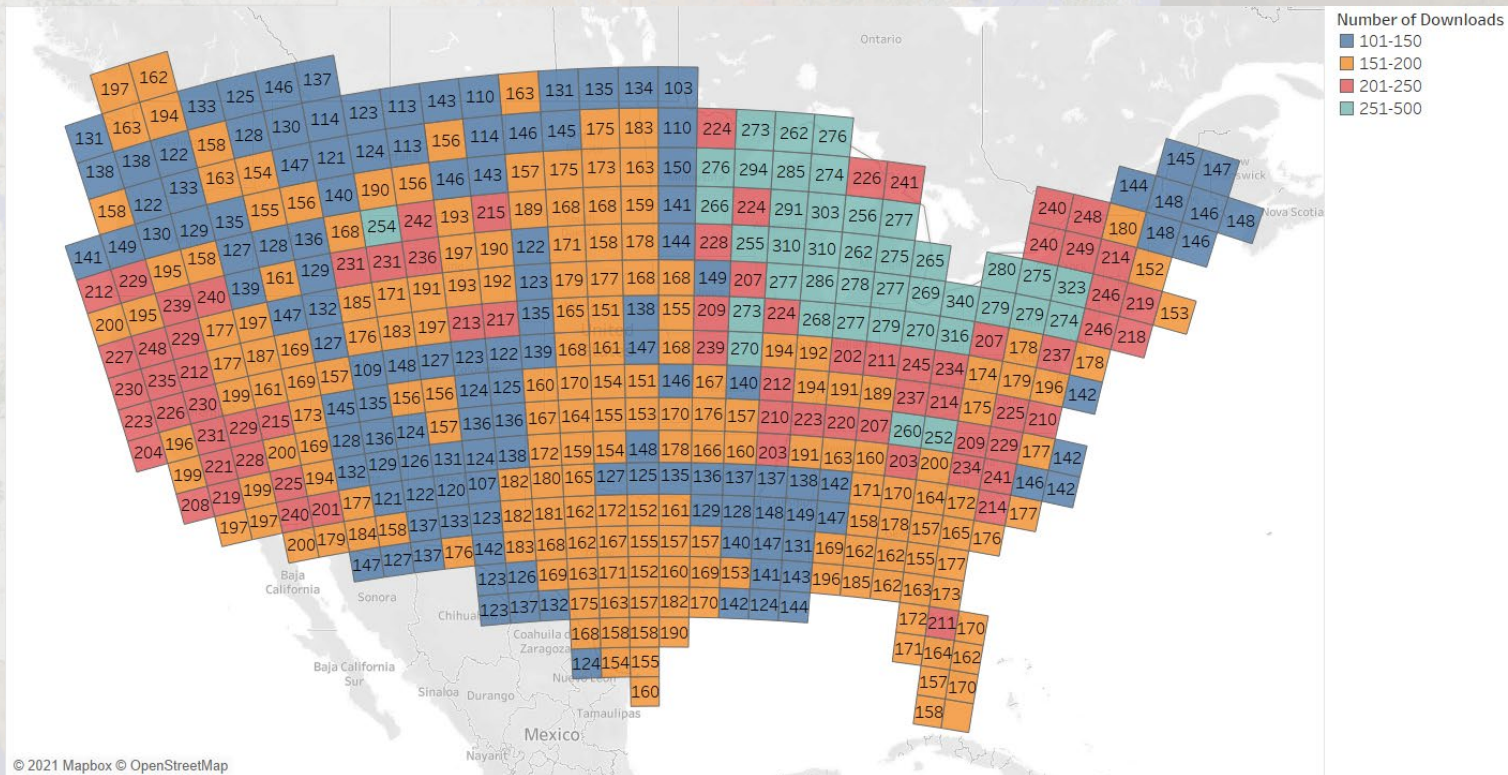 Number of Downloads
101-150
151-200
201-250
251-500
Ontario
197 162
131 163 194 133 125 146 137
138 138 122 158 128 130 114 123 113 143 110 163 131 135 134 103
158 122 133 163 154 147 121 124 113 156 114 146 145 175 183 110 224 273 262 276
145 147
144 148 146 148
141 149 130 129 135 155 156 140 190 156 146 143 157 175 173 163 150 276 294 285 274 226 241
Nova Scotia
212 229 195 158 127 128 136 168 254 242 193 215 189 168 168 159 141 266 224 291 303 256 277 240 248 180 148 146
200 195 239 240 139 161 129 231 231 236 197 190 122 171 158 178 144 228 255 310 310 262 275 265 240 249 214 152
280 275 323 246 219 153
227 248 229 177 197 147 132 185 171 191 193 192 123 179 177 168 168 149 207 277 286 278 277 269 340 279 279 274 246 218
230 235 212 177 187 169 127 176 183 197 213 217 135 165 151 138 155 209 273 224 268 277 279 270 316 207 178 237 178
223 226 230 199 161 169 157 109 148 127 123 122 139 168 161 147 168 239 270 194 192 202 211 245 234 174 179 196 142
204 196 231 229 215 173 145 135 156 156 124 125 160 170 154 151 146 167 140 212 194 191 189 237 214 175 225 210
199 221 228 200 169 128 136 124 157 136 136 167 164 155 153 170 176 157 210 223 220 207 260 252 209 229 177 142
208 219 199 225 194 132 129 126 131 124 138 172 159 154 148 178 166 160 203 191 163 160 203 200 234 241 146 142
197 197 240 201 177 121 122 120 107 182 180 165 127 125 135 136 137 137 138 142 171 170 164 172 214 177
200 179 184 158 137 133 123 182 181 162 172 152 161 129 128 148 149 147 158 178 157 165 176
147 127 137 176 142 183 168 162 167 155 157 157 140 147 131 169 162 162 155 177
Baja
California
Sonora
123 126 169 163 171 152 160 169 153 141 143 196 185 162 163 173
123 137 132 175 163 157 182 170 142 124 144
172 211 170
Coahuila d
Zaragoza
168 158 158 190
171 164 162
124 154 155
Baja California
Sur
Sinaloa
Durango
160
157 170
Tamaulipas
158
Mexico
Nayarit
© 2021 Mapbox © OpenStreetMap